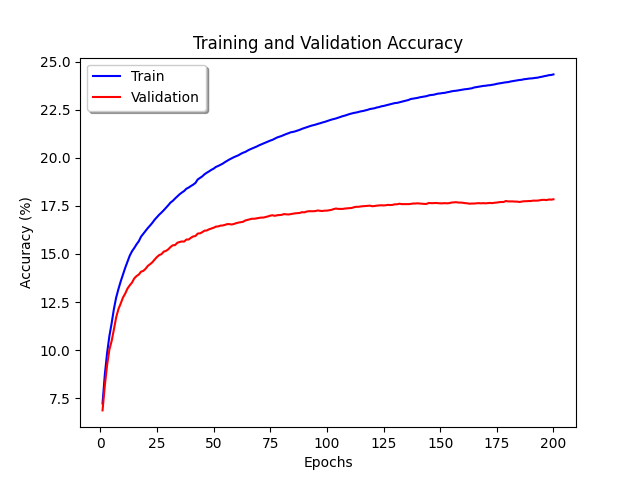 Training and Validation Accuracy
Train
Validation
25.0
22.5
20.0
17.5
15.0
12.5
10.0
7.5
Accuracy (%)
0 25 50 75 100 125 150 175 200
Epochs